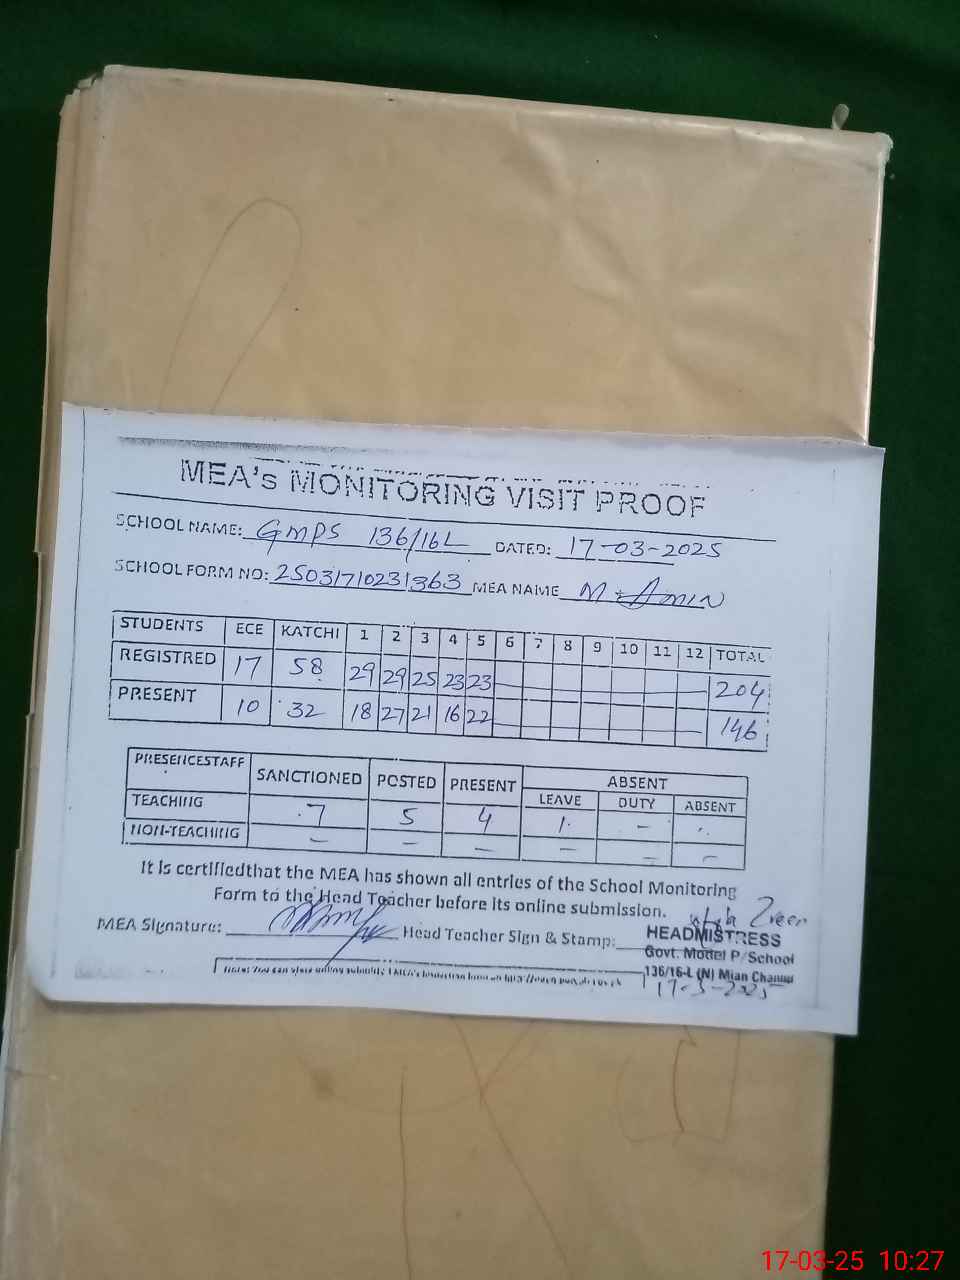 MEA's MONITORING VISIT PROOF
SCHOOL NAME: GMPS 136/16L DATED: 17-03-2025
SCHOOL FORM NO: 25031710231363 MEA NAME M. Amin
STUDENTS ECE KATCHI 1 2 3 4 5 6 7 8 9 10 11 12 TOTAL
REGISTRED 17 58 29 29 25 23 23 204
PRESENT 10 32 18 27 21 16 22 146
PRESENCESTAFF SANCTIONED POSTED PRESENT ABSENT
LEAVE DUTY ABSENT
TEACHING 7 5 4 1 -
NON-TEACHING - - - - - -
It is certifiedthat the MEA has shown all entries of the School Monitoring
Form to the Head Teacher before its online submission.
MEA Signature: Head Teacher Sign & Stamp:
HEADMISTRESS
Govt. Model P/School
136/16-L (N) Mian Channu
17-3-2025
17-03-25 10:27